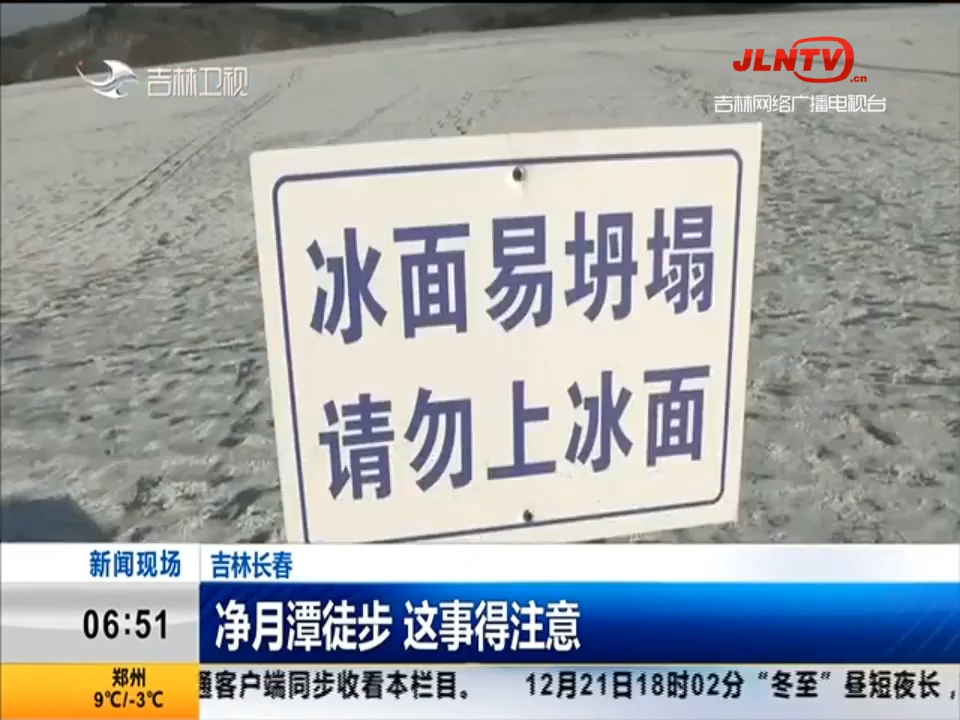 吉林卫视
JLNTV.cn
吉林网络广播电视台
冰面易坍塌
请勿上冰面
新闻现场
吉林长春
06:51
净月潭徒步 这事得注意
郑州
9℃/-3℃
通客户端同步收看本栏目。 12月21日18时02分“冬至”昼短夜长,